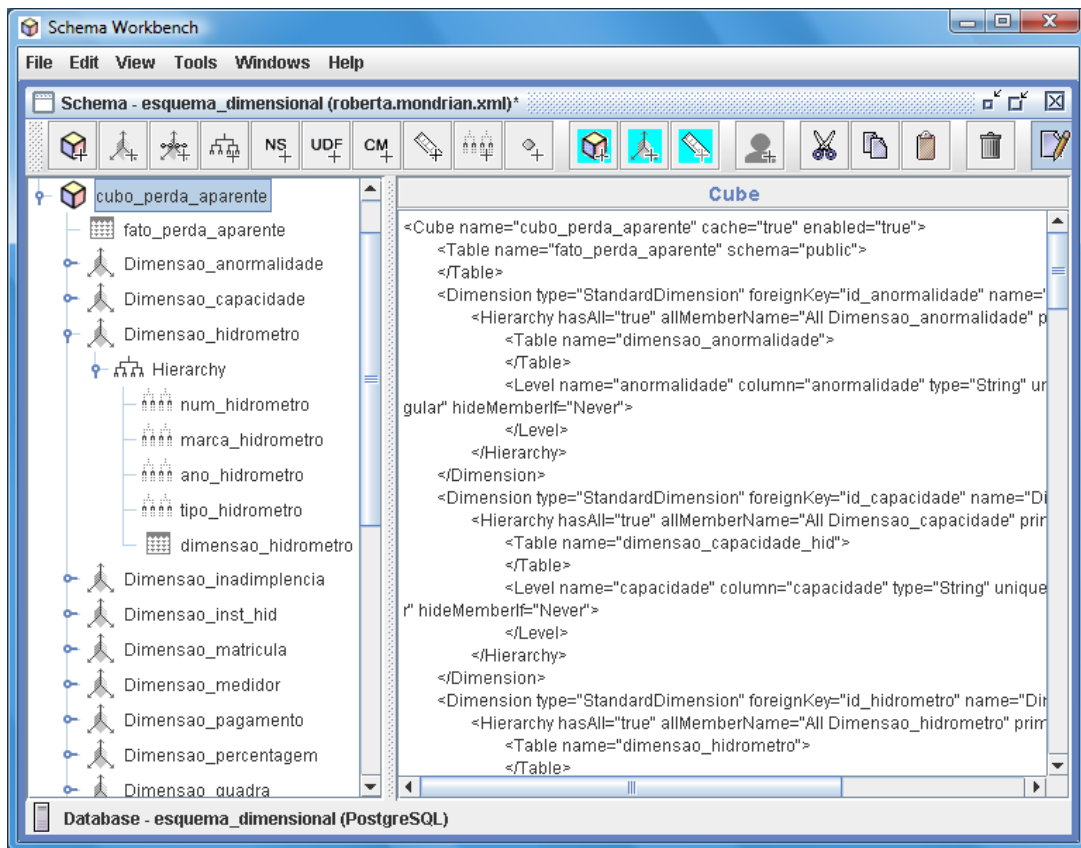 Schema Workbench
File Edit View Tools Windows Help
Schema - esquema_dimensional (roberta.mondrian.xml)*
NS UDF CM
cubo_perda_aparente
fato_perda_aparente
Dimensao_anormalidade
Dimensao_capacidade
Dimensao_hidrometro
Hierarchy
num_hidrometro
marca_hidrometro
ano_hidrometro
tipo_hidrometro
dimensao_hidrometro
Dimensao_inadimplencia
Dimensao_inst_hid
Dimensao_matricula
Dimensao_medidor
Dimensao_pagamento
Dimensao_percentagem
Dimensao_quadra
Cube
<Cube name="cubo_perda_aparente" cache="true" enabled="true">
<Table name="fato_perda_aparente" schema="public">
</Table>
<Dimension type="StandardDimension" foreignKey="id_anormalidade" name="
<Hierarchy hasAll="true" allMemberName="All Dimensao_anormalidade" p
<Table name="dimensao_anormalidade">
</Table>
<Level name="anormalidade" column="anormalidade" type="String" un
gular" hideMemberIf="Never">
</Level>
</Hierarchy>
</Dimension>
<Dimension type="StandardDimension" foreignKey="id_capacidade" name="Di
<Hierarchy hasAll="true" allMemberName="All Dimensao_capacidade" prin
<Table name="dimensao_capacidade_hid">
</Table>
<Level name="capacidade" column="capacidade" type="String" unique
r" hideMemberIf="Never">
</Level>
</Hierarchy>
</Dimension>
<Dimension type="StandardDimension" foreignKey="id_hidrometro" name="Din
<Hierarchy hasAll="true" allMemberName="All Dimensao_hidrometro" prim
<Table name="dimensao_hidrometro">
</Table>
Database - esquema_dimensional (PostgreSQL)